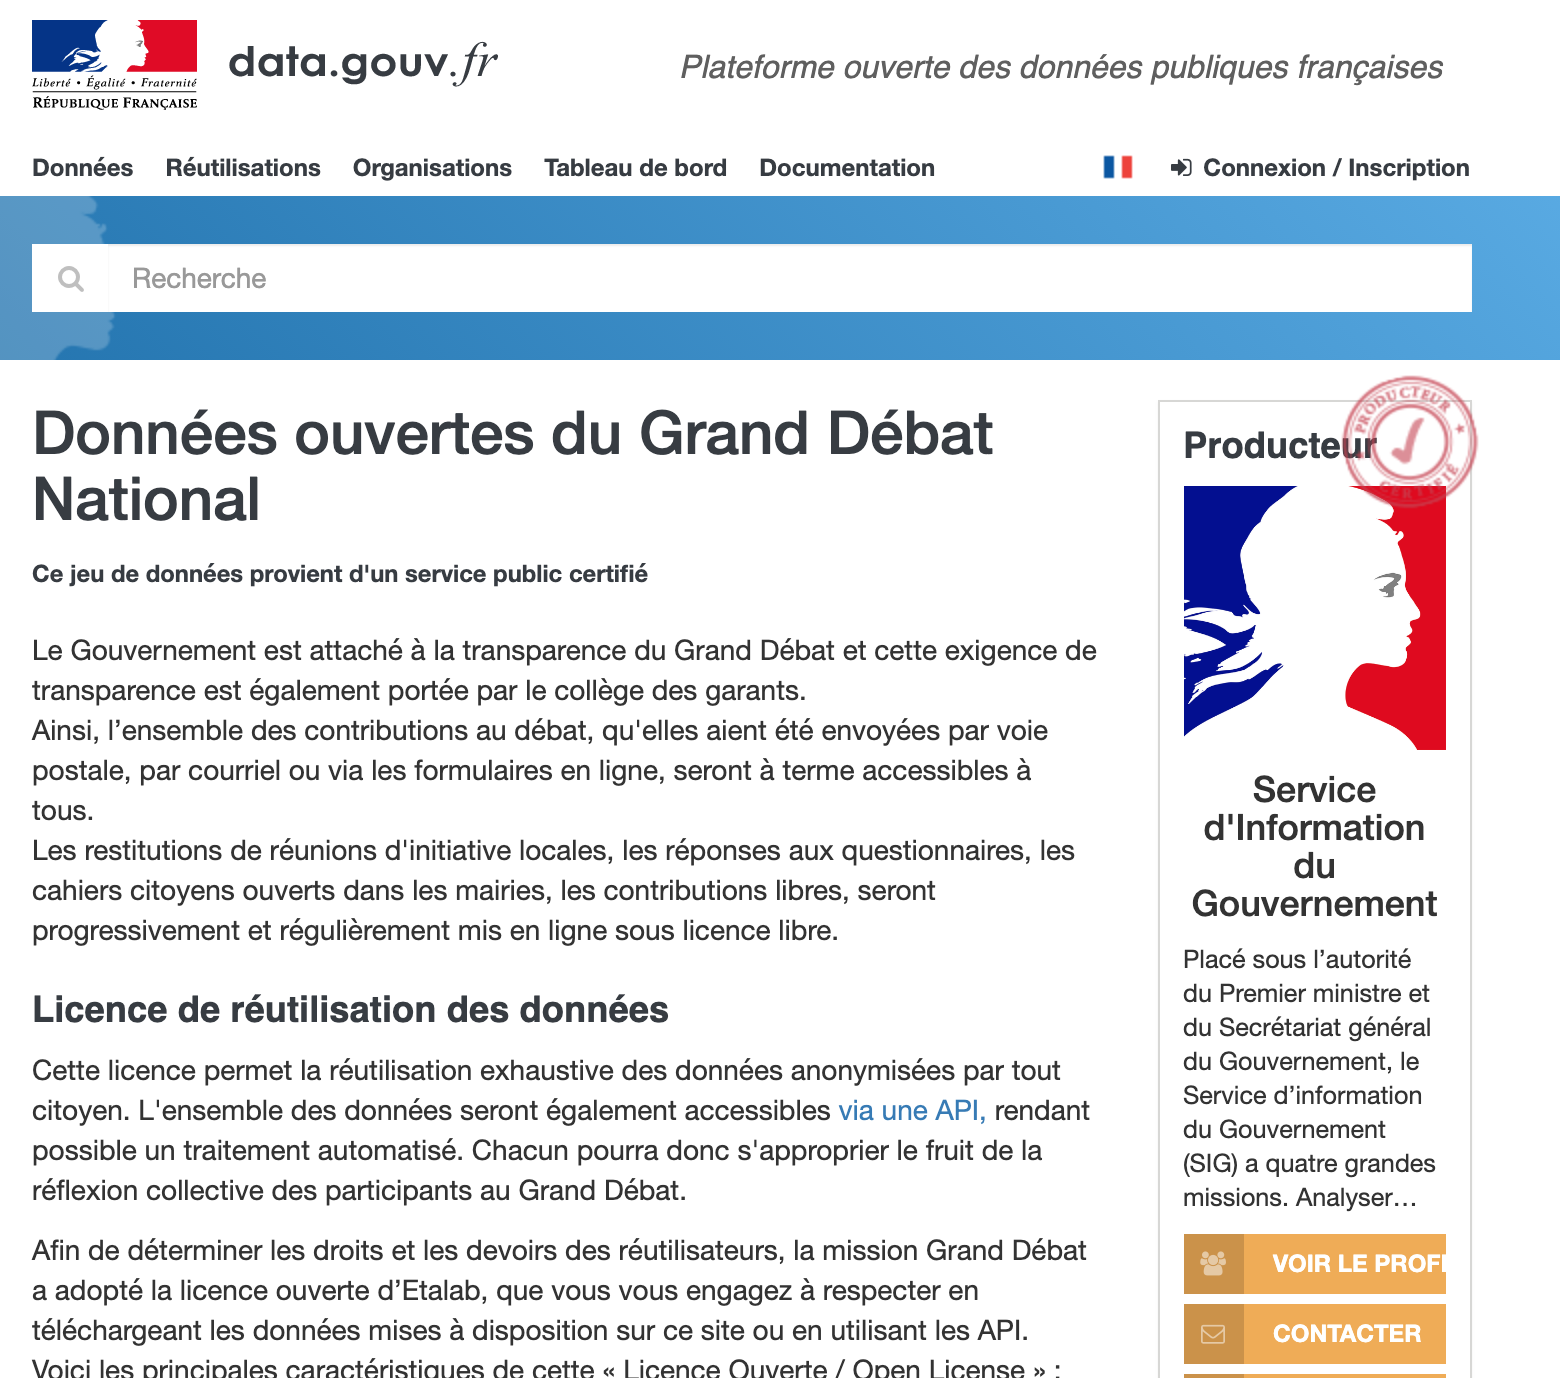 Liberté • Égalité • Fraternité
RÉPUBLIQUE FRANÇAISE
data.gouv.fr
Plateforme ouverte des données publiques françaises
Données Réutilisations Organisations Tableau de bord Documentation Connexion / Inscription
Recherche
Données ouvertes du Grand Débat
National
Ce jeu de données provient d'un service public certifié
Le Gouvernement est attaché à la transparence du Grand Débat et cette exigence de
transparence est également portée par le collège des garants.
Ainsi, l’ensemble des contributions au débat, qu'elles aient été envoyées par voie
postale, par courriel ou via les formulaires en ligne, seront à terme accessibles à
tous.
Les restitutions de réunions d'initiative locales, les réponses aux questionnaires, les
cahiers citoyens ouverts dans les mairies, les contributions libres, seront
progressivement et régulièrement mis en ligne sous licence libre.
Licence de réutilisation des données
Cette licence permet la réutilisation exhaustive des données anonymisées par tout
citoyen. L'ensemble des données seront également accessibles via une API, rendant
possible un traitement automatisé. Chacun pourra donc s'approprier le fruit de la
réflexion collective des participants au Grand Débat.
Afin de déterminer les droits et les devoirs des réutilisateurs, la mission Grand Débat
a adopté la licence ouverte d’Etalab, que vous vous engagez à respecter en
téléchargeant les données mises à disposition sur ce site ou en utilisant les API.
Voici les principales caractéristiques de cette « Licence Ouverte / Open License » :
Producteur
PRODUCTEUR
CERTIFIÉ
Service
d'Information
du
Gouvernement
Placé sous l’autorité
du Premier ministre et
du Secrétariat général
du Gouvernement, le
Service d’information
du Gouvernement
(SIG) a quatre grandes
missions. Analyser…
VOIR LE PROFI
CONTACTER